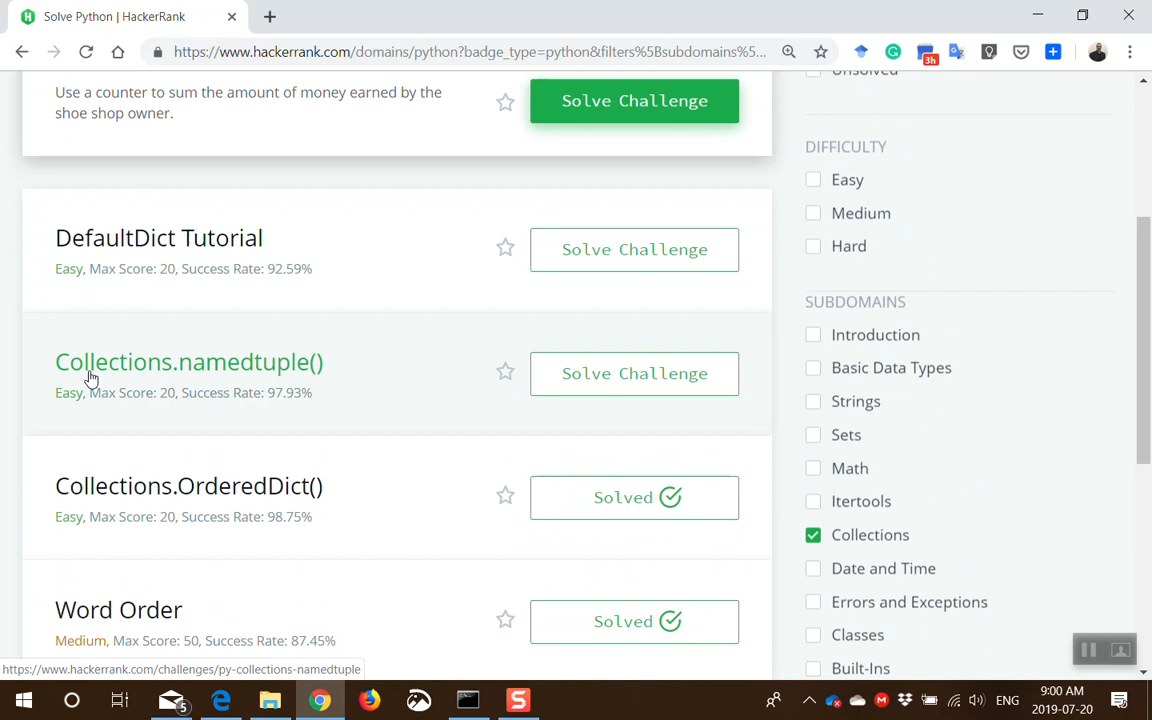 Solve Python | HackerRank
https://www.hackerrank.com/domains/python?badge_type=python&filters%5Bsubdomains%5...
3h
Use a counter to sum the amount of money earned by the
shoe shop owner.
Solve Challenge
Unsolved
DIFFICULTY
Easy
Medium
Hard
DefaultDict Tutorial
Easy, Max Score: 20, Success Rate: 92.59%
Solve Challenge
Collections.namedtuple()
Easy, Max Score: 20, Success Rate: 97.93%
Solve Challenge
Collections.OrderedDict()
Easy, Max Score: 20, Success Rate: 98.75%
Solved
Word Order
Medium, Max Score: 50, Success Rate: 87.45%
Solved
SUBDOMAINS
Introduction
Basic Data Types
Strings
Sets
Math
Itertools
Collections
Date and Time
Errors and Exceptions
Classes
Built-Ins
https://www.hackerrank.com/challenges/py-collections-namedtuple
5
ENG
9:00 AM
2019-07-20